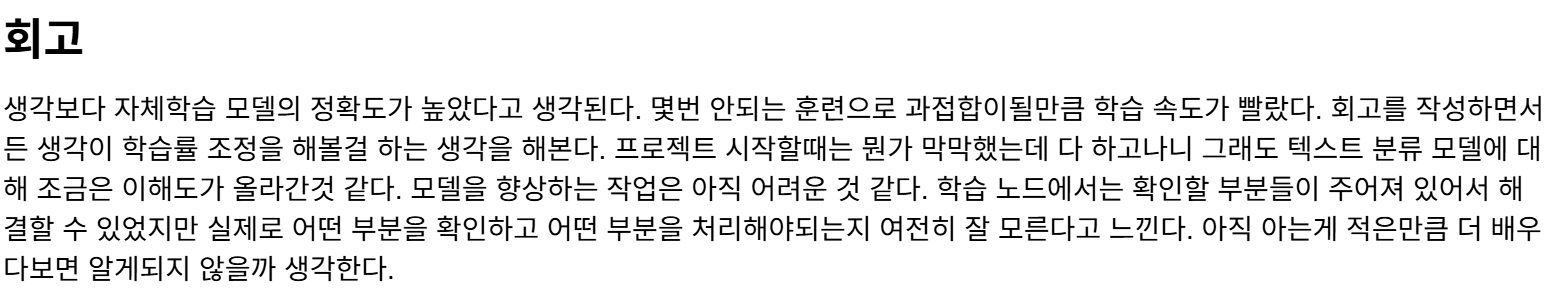 회고
생각보다 자체학습 모델의 정확도가 높았다고 생각된다. 몇번 안되는 훈련으로 과접합이될만큼 학습 속도가 빨랐다. 회고를 작성하면서
든 생각이 학습률 조정을 해볼걸 하는 생각을 해본다. 프로젝트 시작할때는 뭔가 막막했는데 다 하고나니 그래도 텍스트 분류 모델에 대
해 조금은 이해도가 올라간것 같다. 모델을 향상하는 작업은 아직 어려운 것 같다. 학습 노드에서는 확인할 부분들이 주어져 있어서 해
결할 수 있었지만 실제로 어떤 부분을 확인하고 어떤 부분을 처리해야되는지 여전히 잘 모른다고 느낀다. 아직 아는게 적은만큼 더 배우
다보면 알게되지 않을까 생각한다.